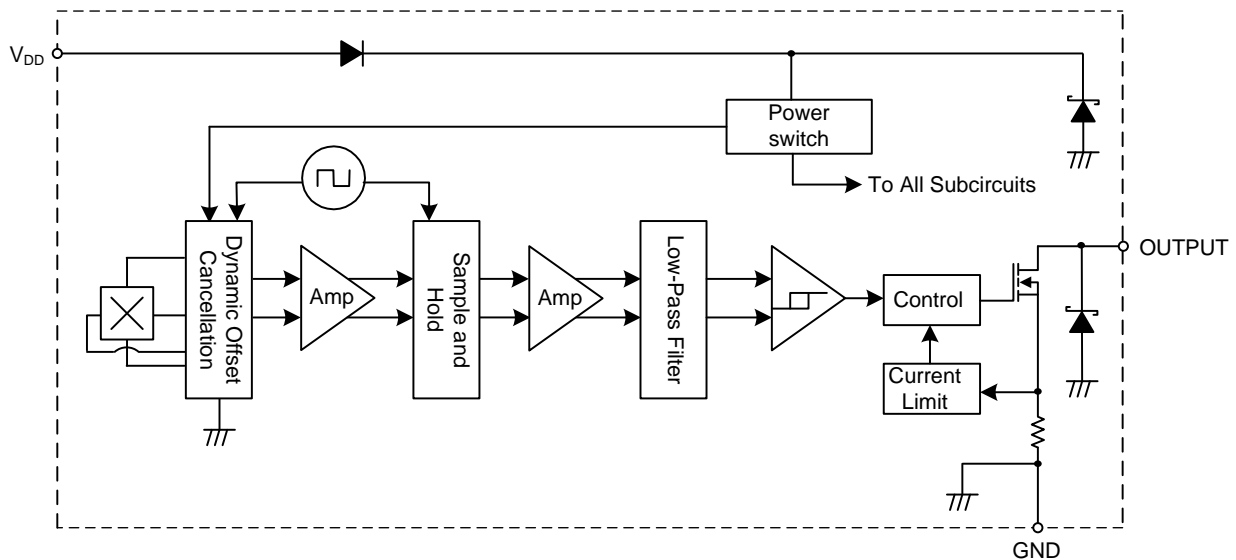 VDD
Power
switch
To All Subcircuits
Dynamic Offset
Cancellation
Amp
Sample and
Hold
Amp
Low-Pass Filter
Control
Current
Limit
OUTPUT
GND